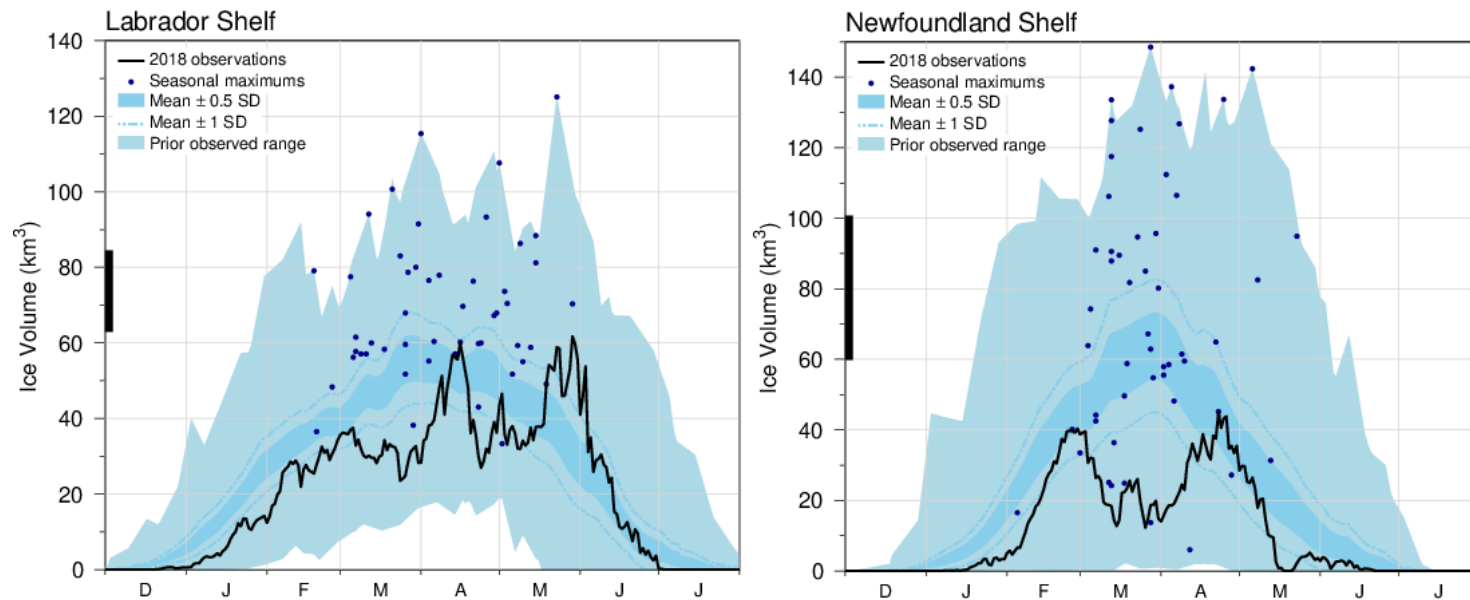 Labrador Shelf
140
120
100
80
60
40
20
0
Ice Volume (km³)
2018 observations
Seasonal maximums
Mean ± 0.5 SD
Mean ± 1 SD
Prior observed range
D J F M A M J J
Newfoundland Shelf
140
120
100
80
60
40
20
0
Ice Volume (km³)
2018 observations
Seasonal maximums
Mean ± 0.5 SD
Mean ± 1 SD
Prior observed range
D J F M A M J J